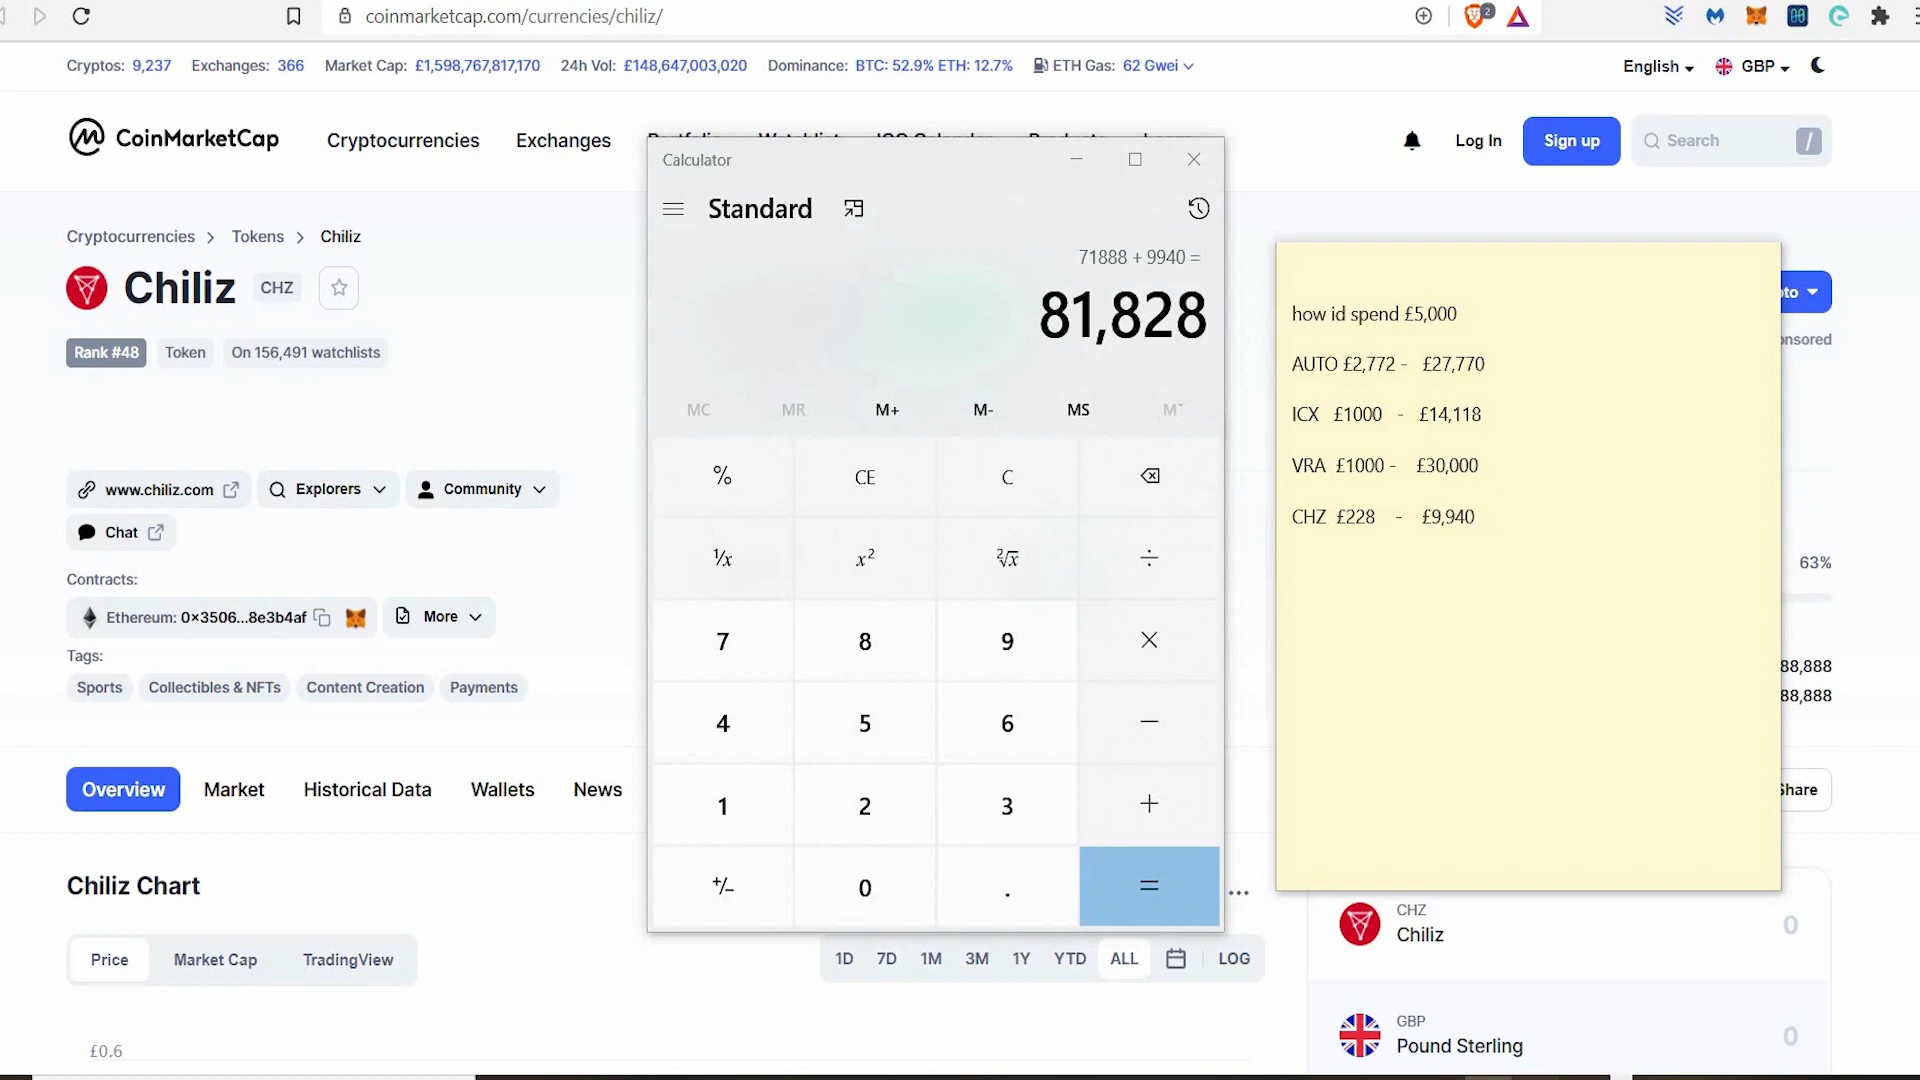 coinmarketcap.com/currencies/chiliz/
2
Cryptos: 9,237 Exchanges: 366 Market Cap: £1,598,767,817,170 24h Vol: £148,647,003,020 Dominance: BTC: 52.9% ETH: 12.7% ETH Gas: 62 Gwei
English GBP
CoinMarketCap
Cryptocurrencies Exchanges
Log In Sign up Search /
Cryptocurrencies > Tokens > Chiliz
Chiliz CHZ
Rank #48 Token On 156,491 watchlists
www.chiliz.com Explorers Community
Chat
Contracts:
Ethereum: 0×3506...8e3b4af More
Tags:
Sports Collectibles & NFTs Content Creation Payments
Overview Market Historical Data Wallets News
Chiliz Chart
Price Market Cap TradingView
1D 7D 1M 3M 1Y YTD ALL LOG
£0.6
Calculator
Standard
71888 + 9940 =
81,828
MC MR M+ M- MS M˅
% CE C
¹/x x² ²√x ÷
7 8 9 ×
4 5 6 −
1 2 3 +
+/− 0 . =
how id spend £5,000
AUTO £2,772 - £27,770
ICX £1000 - £14,118
VRA £1000 - £30,000
CHZ £228 - £9,940
63%
88,888
88,888
Share
CHZ
Chiliz
0
GBP
Pound Sterling
0